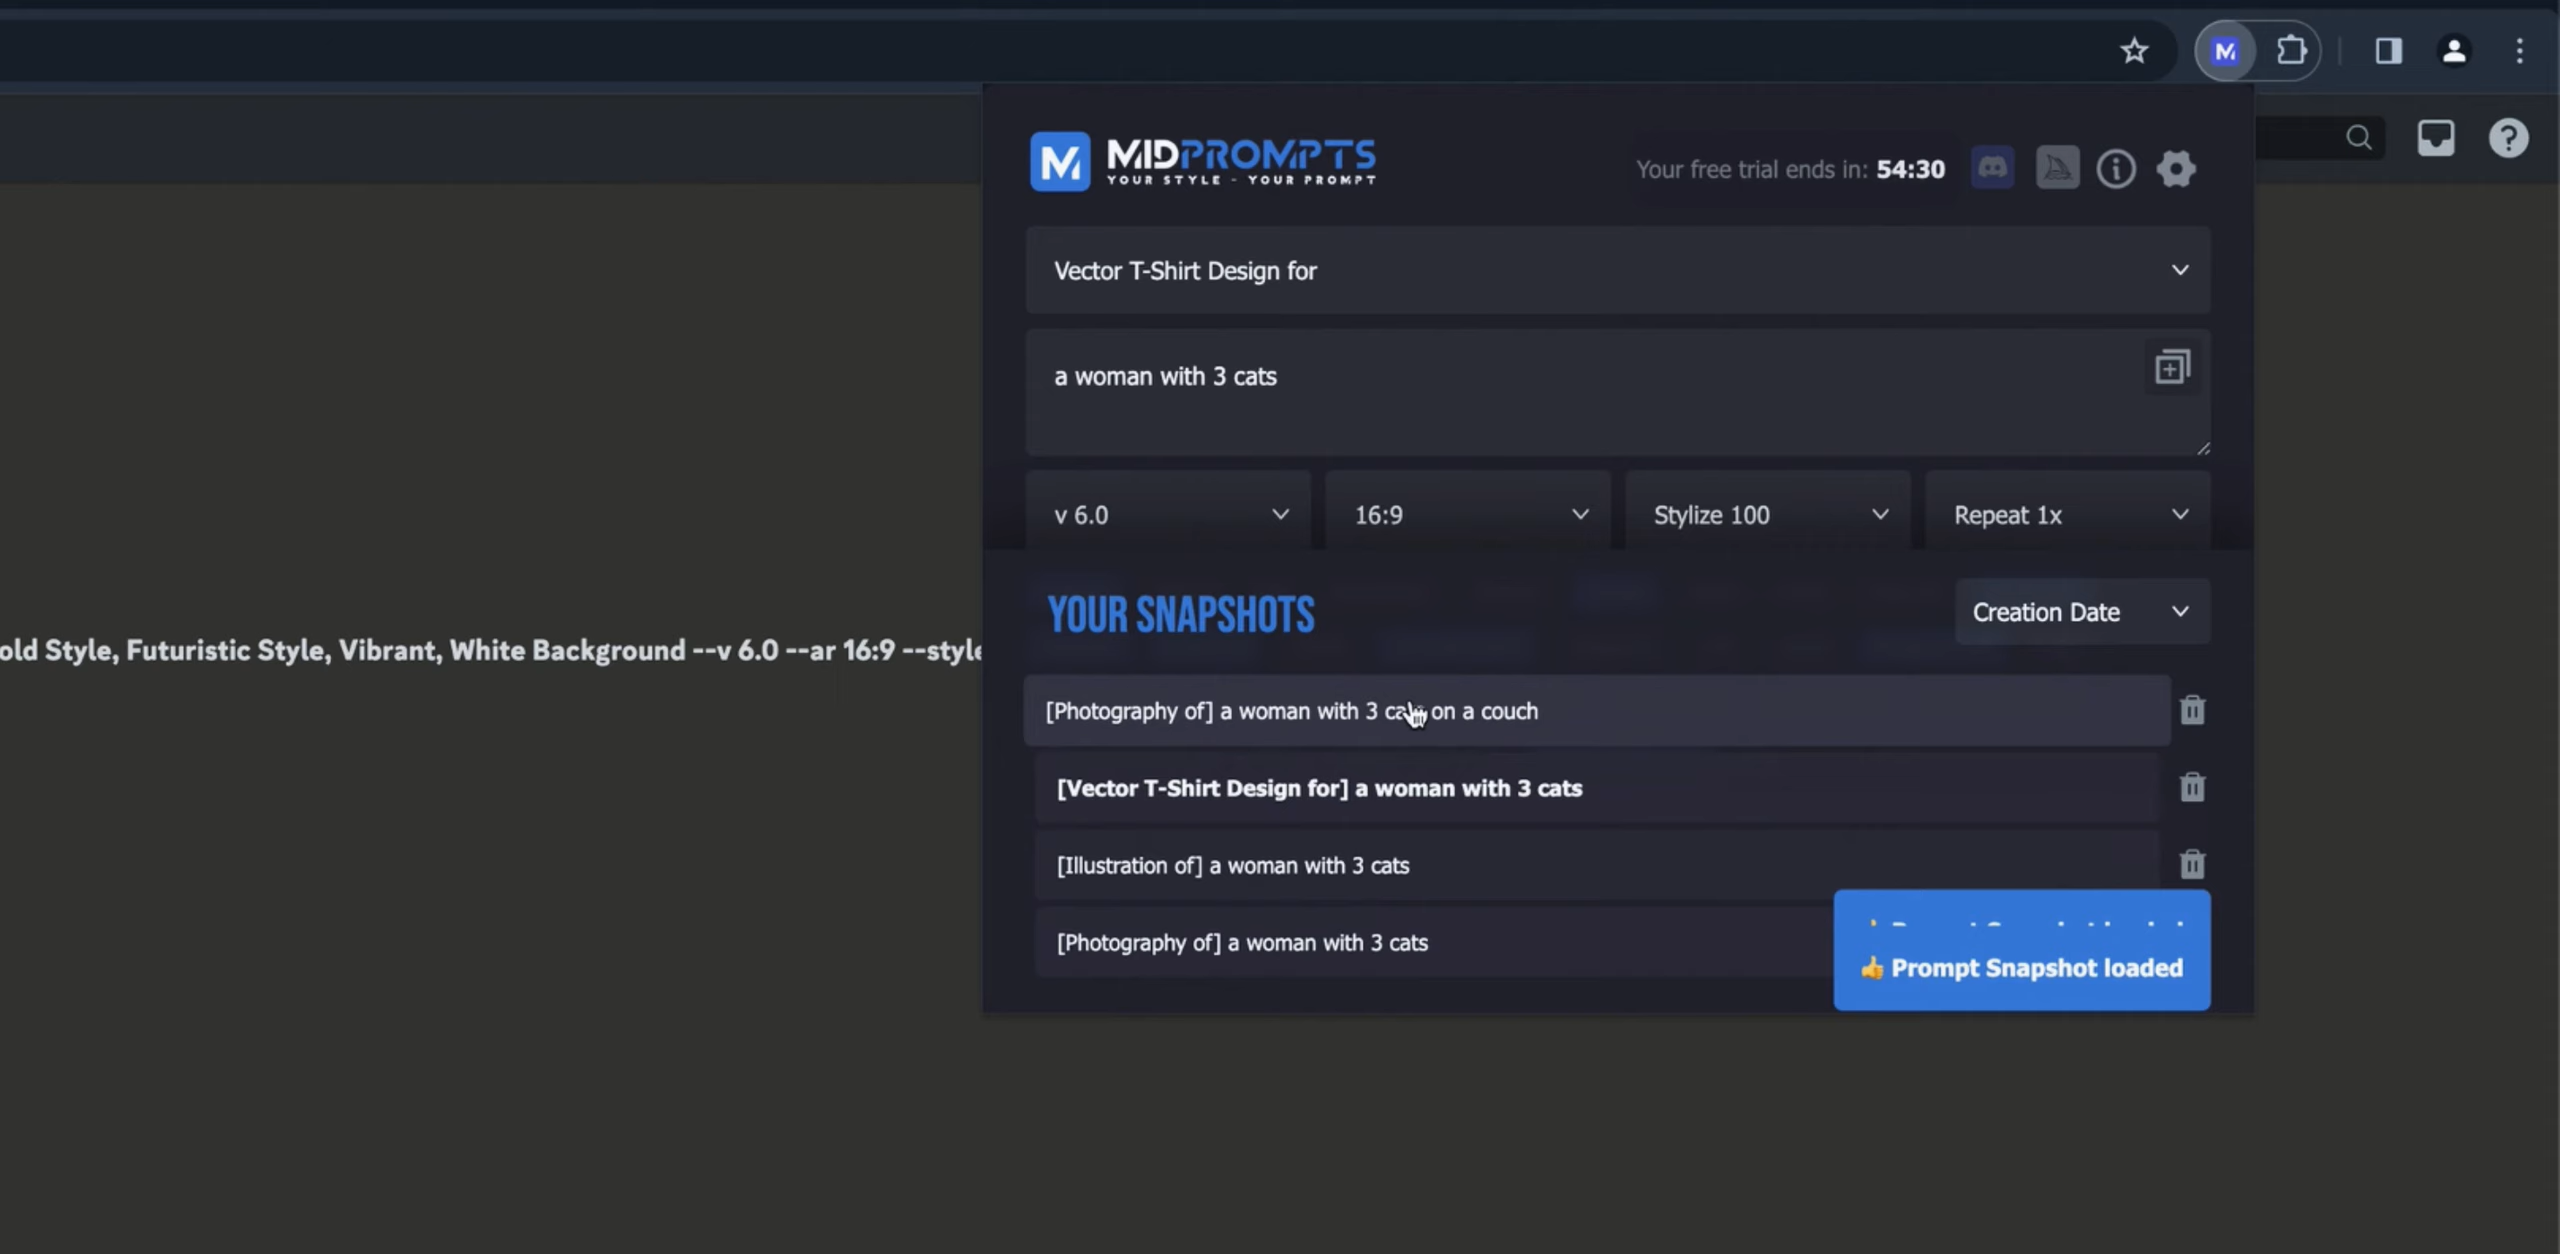 M
MIDPROMPTS
YOUR STYLE - YOUR PROMPT
Your free trial ends in: 54:30
Vector T-Shirt Design for
a woman with 3 cats
v 6.0
16:9
Stylize 100
Repeat 1x
YOUR SNAPSHOTS
Creation Date
old Style, Futuristic Style, Vibrant, White Background --v 6.0 --ar 16:9 --style
[Photography of] a woman with 3 cats on a couch
[Vector T-Shirt Design for] a woman with 3 cats
[Illustration of] a woman with 3 cats
[Photography of] a woman with 3 cats
👍 Prompt Snapshot loaded